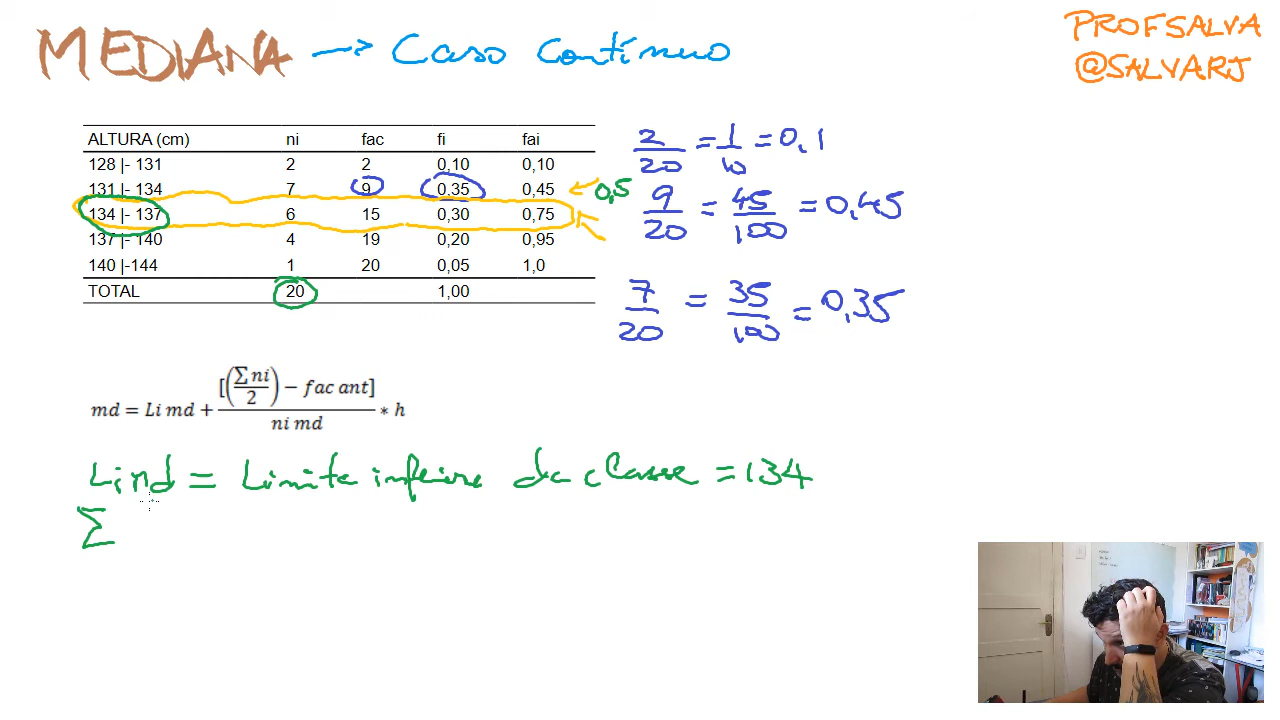 MEDIANA → Caso contínuo
PROFSALVA
@SALVARJ
ALTURA (cm) ni fac fi fai
128 |- 131 2 2 0,10 0,10
131 |- 134 7 9 0,35 0,45
134 |- 137 6 15 0,30 0,75
137 |- 140 4 19 0,20 0,95
140 |-144 1 20 0,05 1,0
TOTAL 20 1,00
0,5
2/20 = 1/10 = 0,1
9/20 = 45/100 = 0,45
7/20 = 35/100 = 0,35
md = Li md + [(∑ ni/2) − fac ant]/ni md * h
Li md = Limite inferior da classe = 134
∑